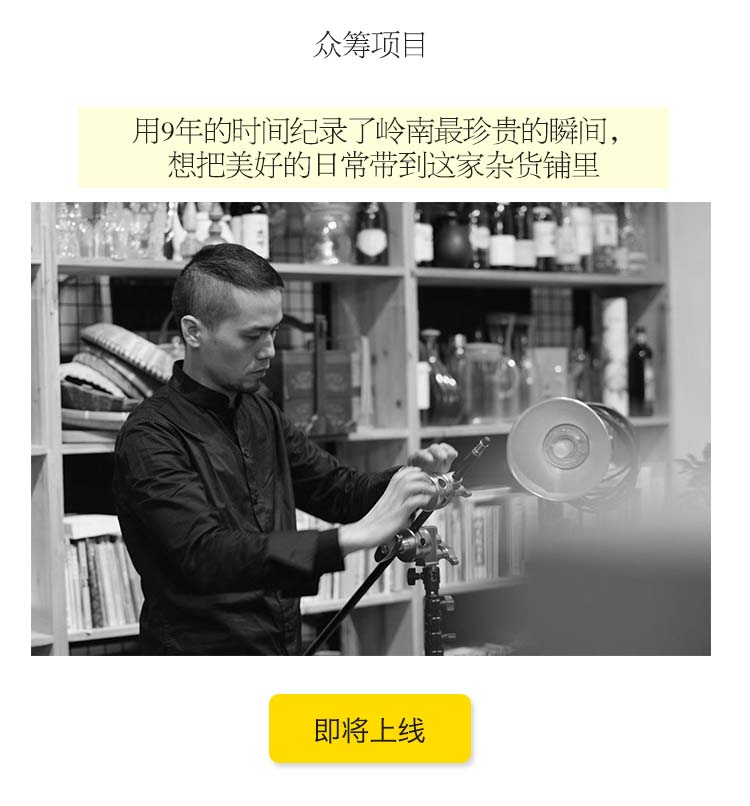 众筹项目
用9年的时间纪录了岭南最珍贵的瞬间，
想把美好的日常带到这家杂货铺里
即将上线